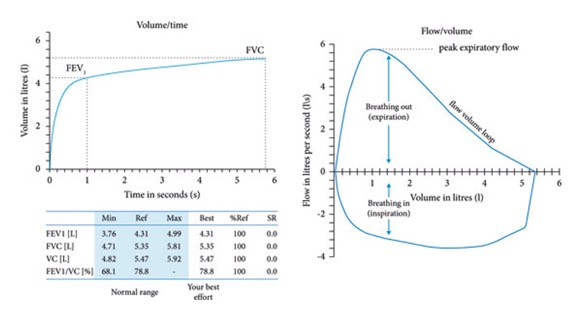 Volume/time
6
4
2
0
FEV1
FVC
Volume in litres (l)
0 1 2 3 4 5 6
Time in seconds (s)
Min Ref Max Best %Ref SR
FEV1 [L] 3.76 4.31 4.99 4.31 100 0.0
FVC [L] 4.71 5.35 5.81 5.35 100 0.0
VC [L] 4.82 5.47 5.92 5.47 100 0.0
FEV1/VC [%] 68.1 78.8 - 78.8 100 0.0
Normal range
Your best
effort
Flow/volume
6
4
2
0
-2
-4
peak expiratory flow
Breathing out
(expiration)
flow volume loop
Flow in litres per second (l\s)
1 2 3 4 5 6
Volume in litres (l)
Breathing in
(inspiration)